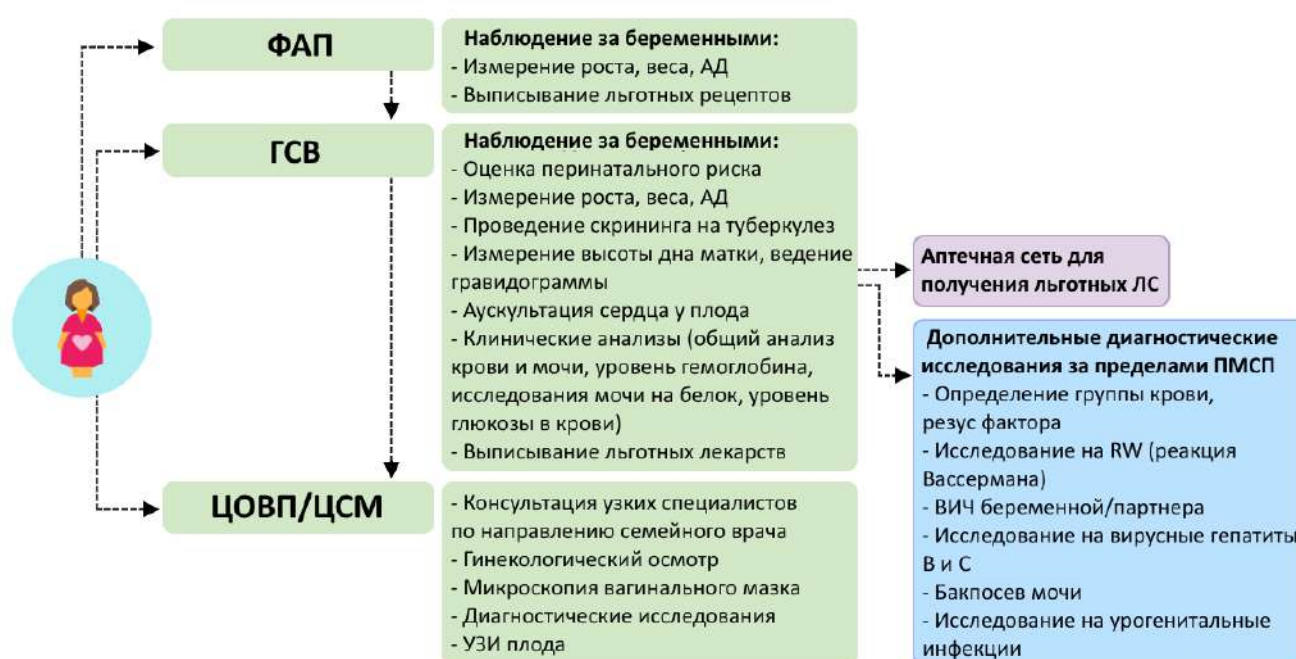 ФАП
Наблюдение за беременными:
- Измерение роста, веса, АД
- Выписывание льготных рецептов
ГСВ
Наблюдение за беременными:
- Оценка перинатального риска
- Измерение роста, веса, АД
- Проведение скрининга на туберкулез
- Измерение высоты дна матки, ведение
гравидограммы
- Аускультация сердца у плода
- Клинические анализы (общий анализ
крови и мочи, уровень гемоглобина,
исследования мочи на белок, уровень
глюкозы в крови)
- Выписывание льготных лекарств
ЦОВП/ЦСМ
- Консультация узких специалистов
по направлению семейного врача
- Гинекологический осмотр
- Микроскопия вагинального мазка
- Диагностические исследования
- УЗИ плода
Аптечная сеть для
получения льготных ЛС
Дополнительные диагностические
исследования за пределами ПМСП
- Определение группы крови,
резус фактора
- Исследование на RW (реакция
Вассермана)
- ВИЧ беременной/партнера
- Исследование на вирусные гепатиты
В и С
- Бакпосев мочи
- Исследование на урогенитальные
инфекции